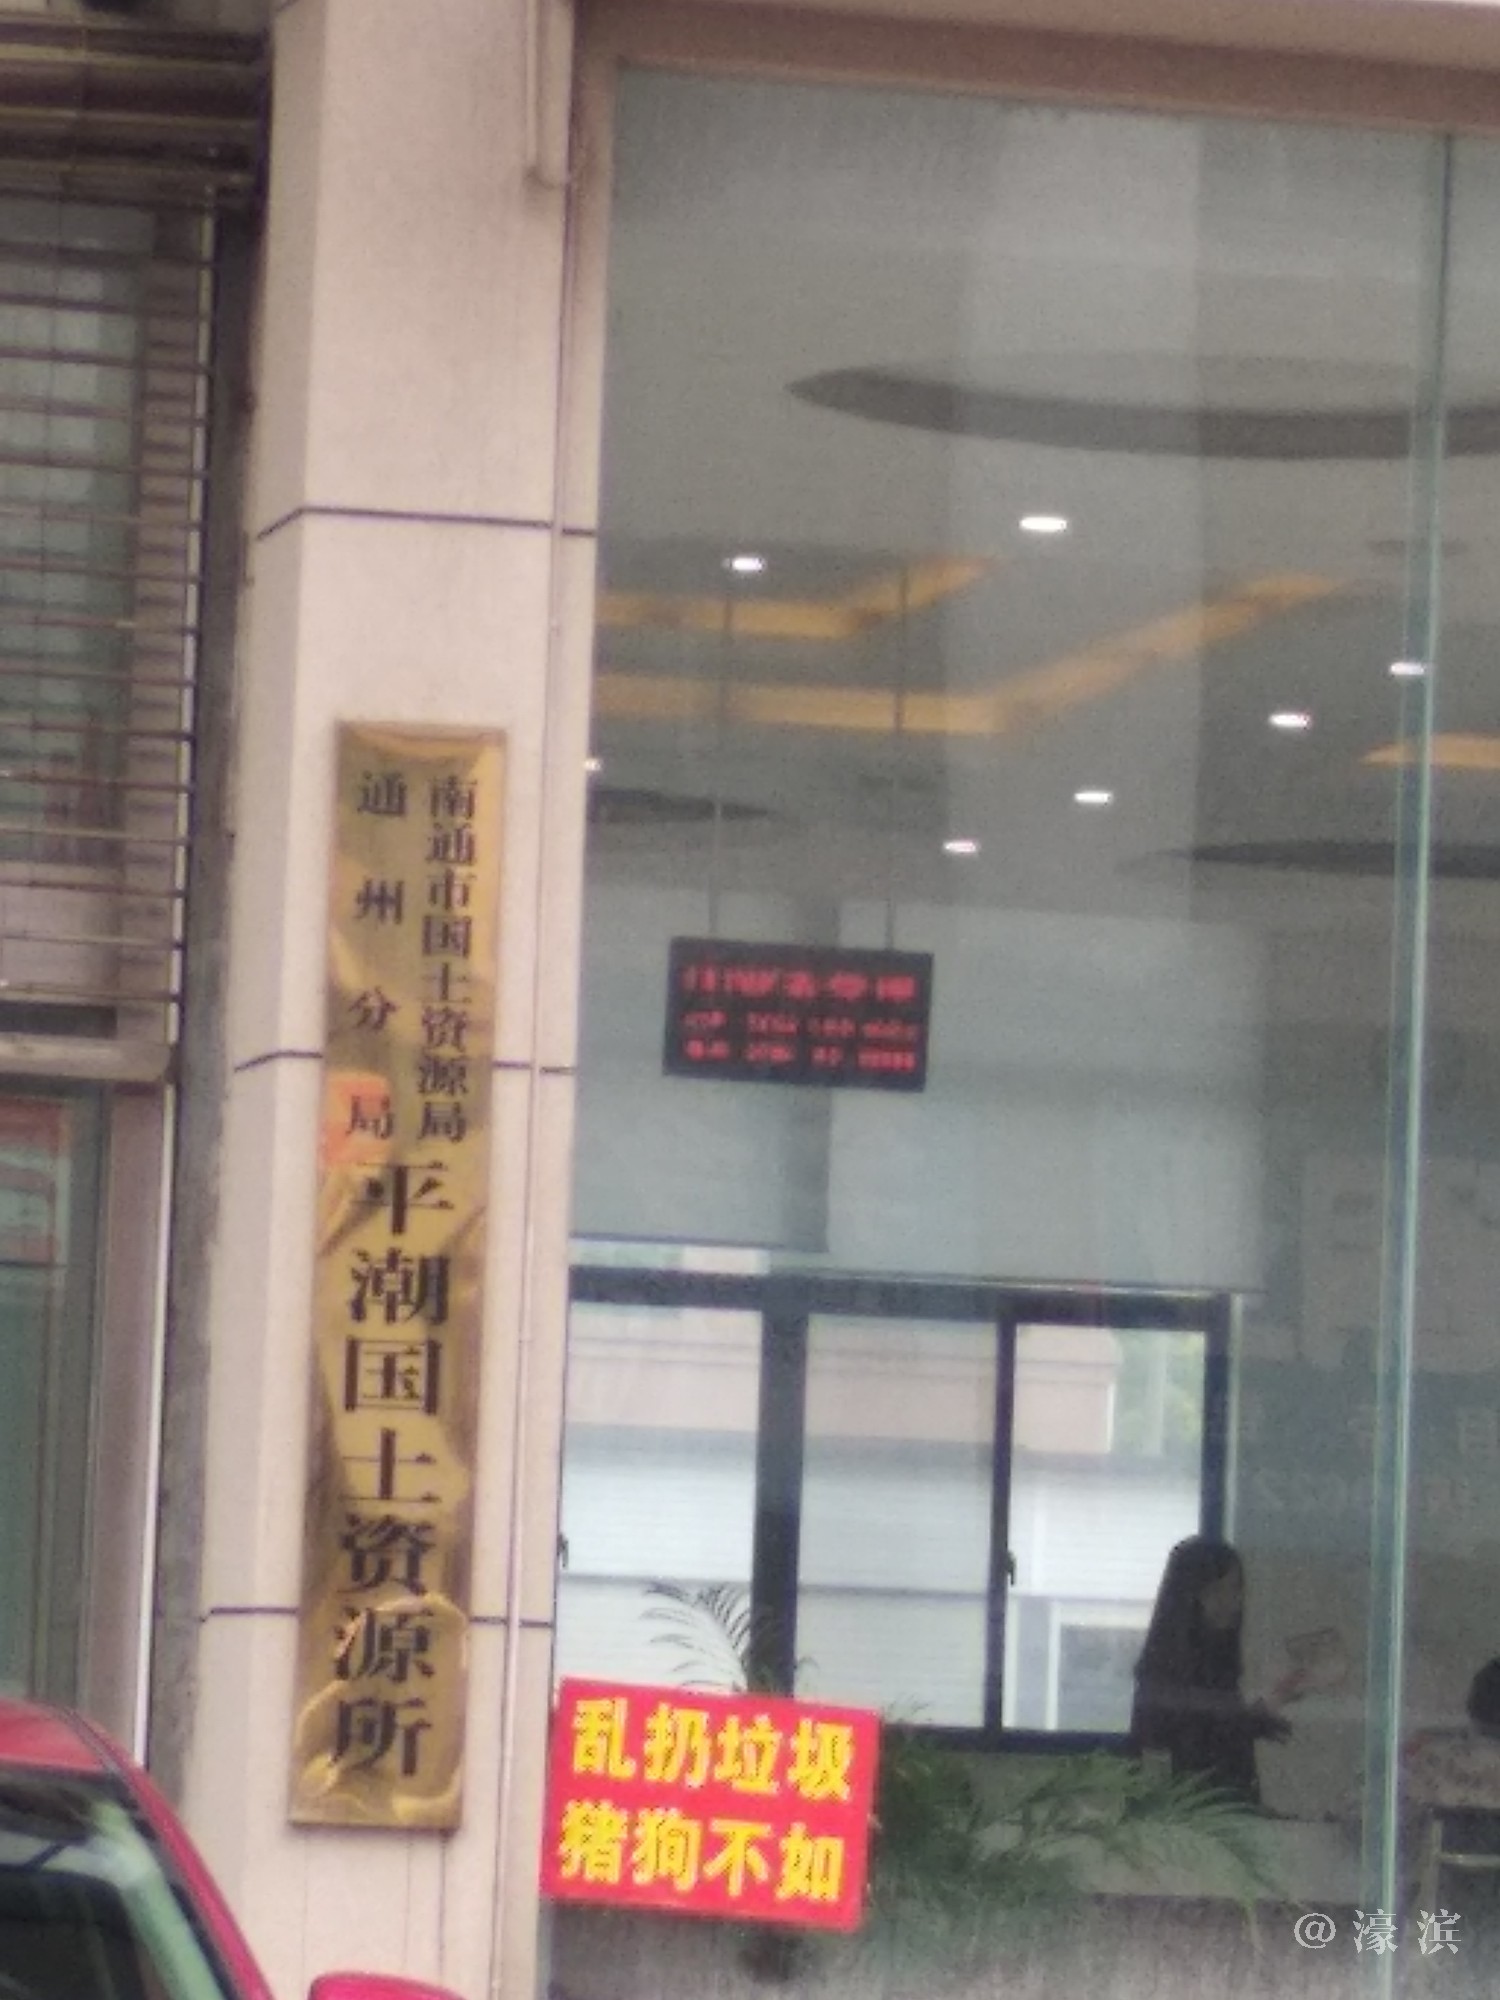 南通市国土资源局
通州分局
平潮国土资源所
乱扔垃圾
猪狗不如
@濠滨